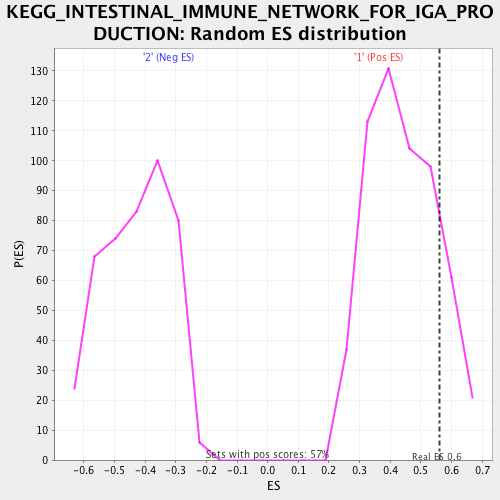 KEGG_INTESTINAL_IMMUNE_NETWORK_FOR_IGA_PRO
DUCTION: Random ES distribution
'2' (Neg ES)
'1' (Pos ES)
130
120
110
100
90
80
70
60
50
40
30
20
10
0
P(ES)
Sets with pos scores: 57%
Real ES 0.6
-0.6 -0.5 -0.4 -0.3 -0.2 -0.1 0.0 0.1 0.2 0.3 0.4 0.5 0.6 0.7
ES